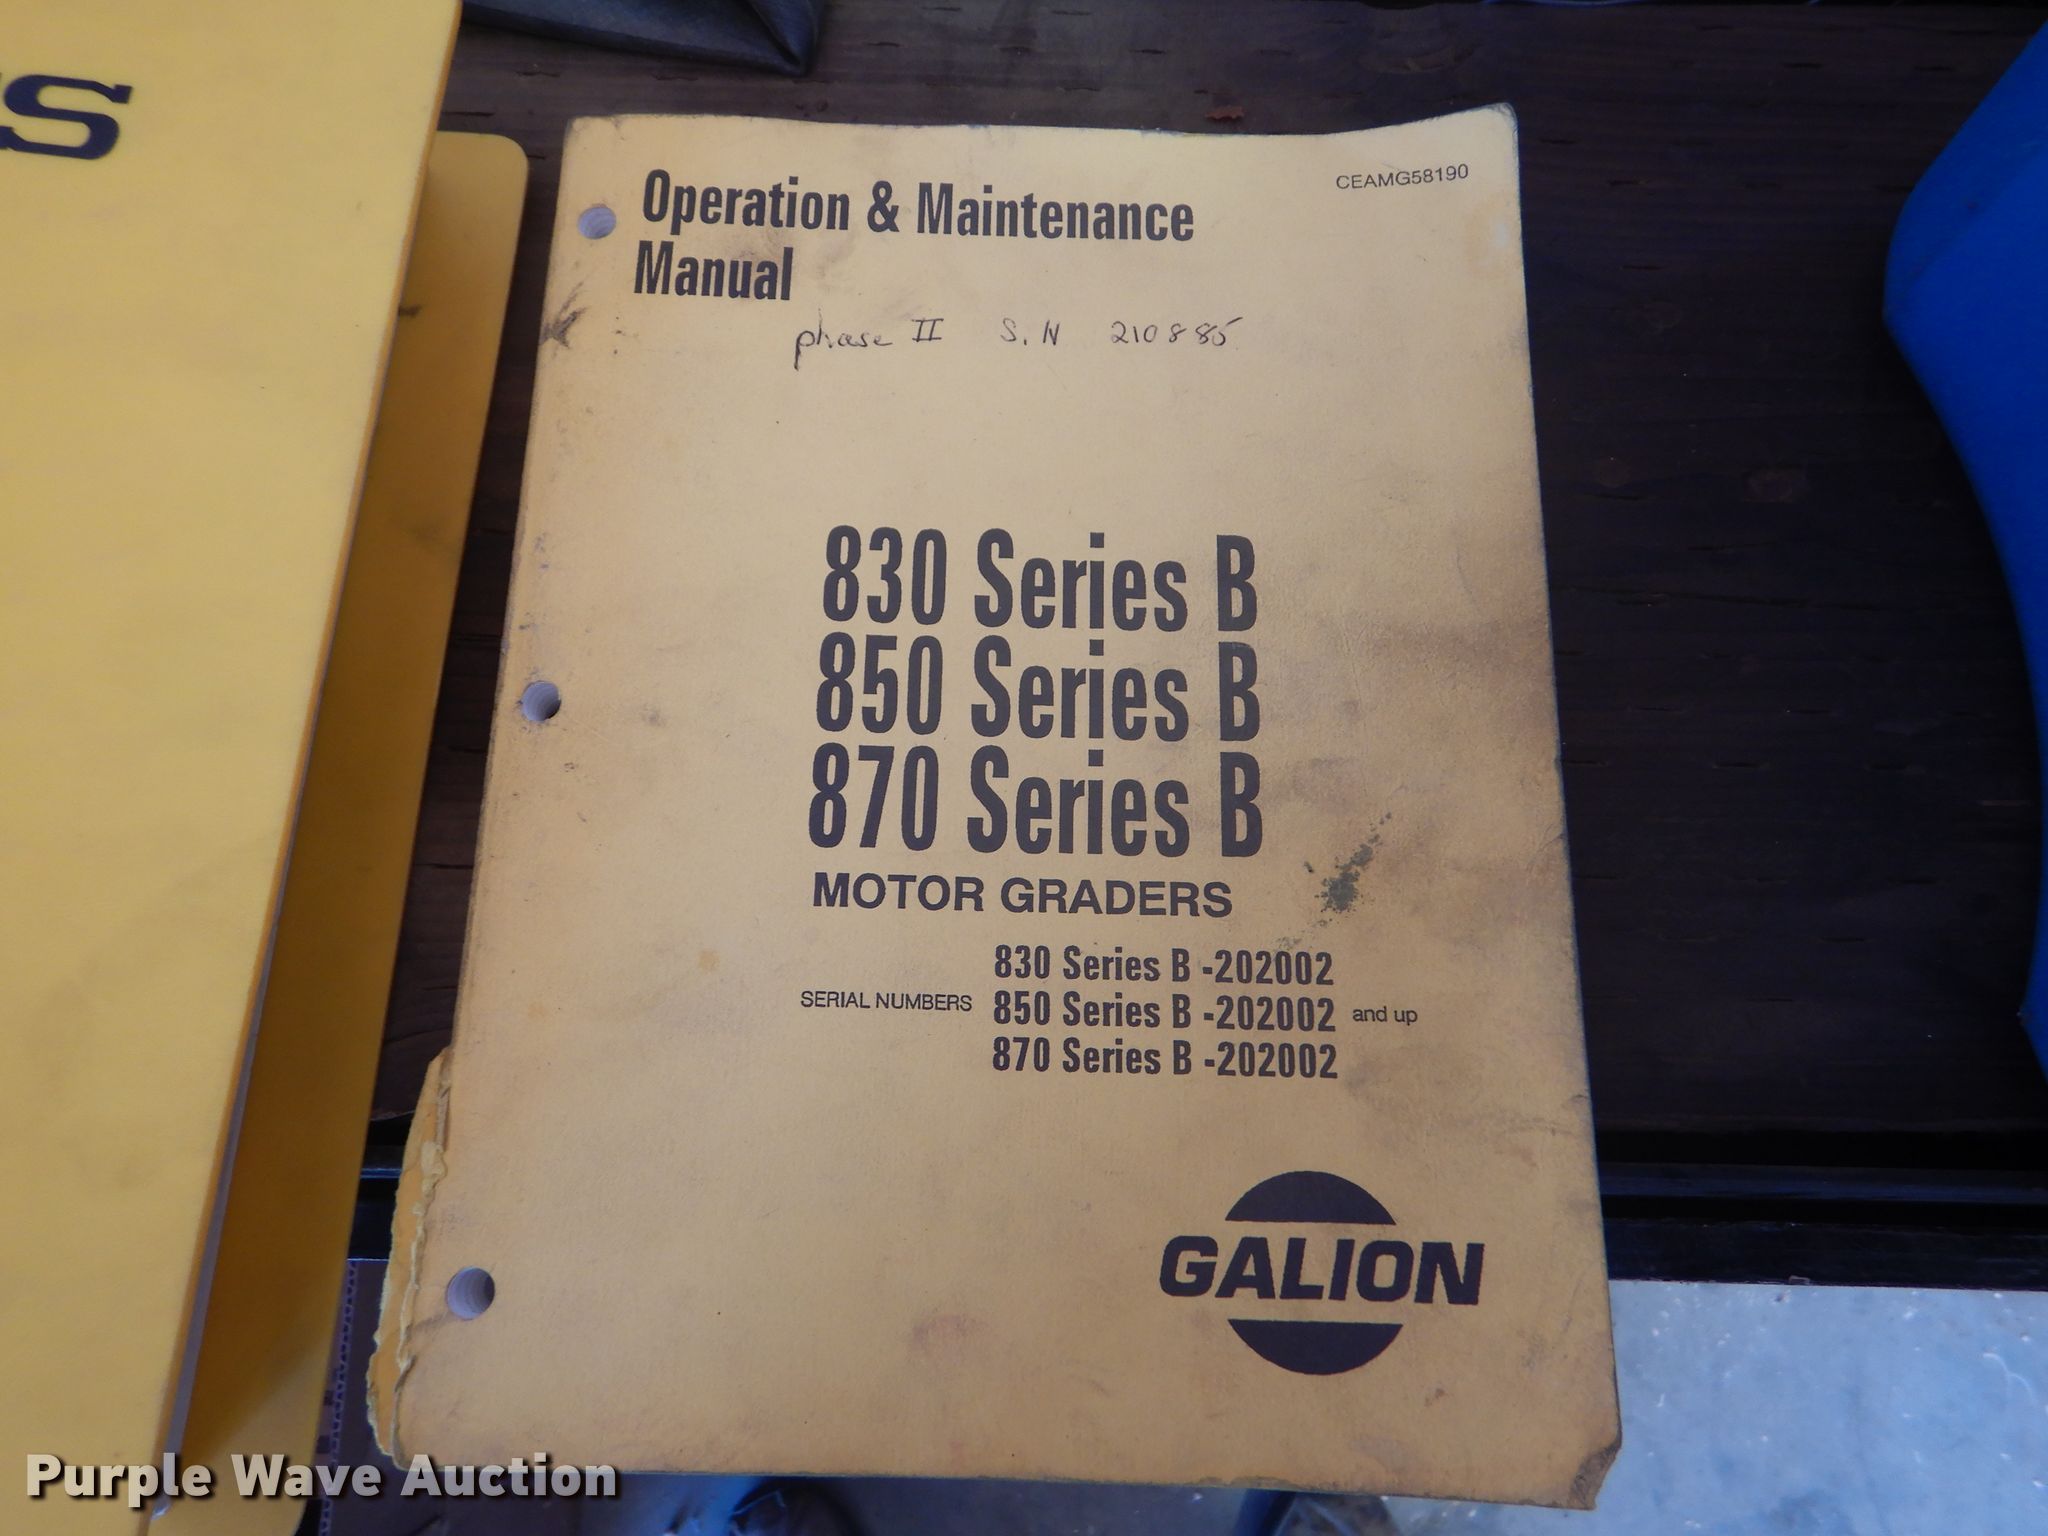 CEAMG58190
Operation & Maintenance
Manual
phase II S.N 210885
830 Series B
850 Series B
870 Series B
MOTOR GRADERS
830 Series B -202002
SERIAL NUMBERS 850 Series B -202002 and up
870 Series B -202002
GALION
Purple Wave Auction